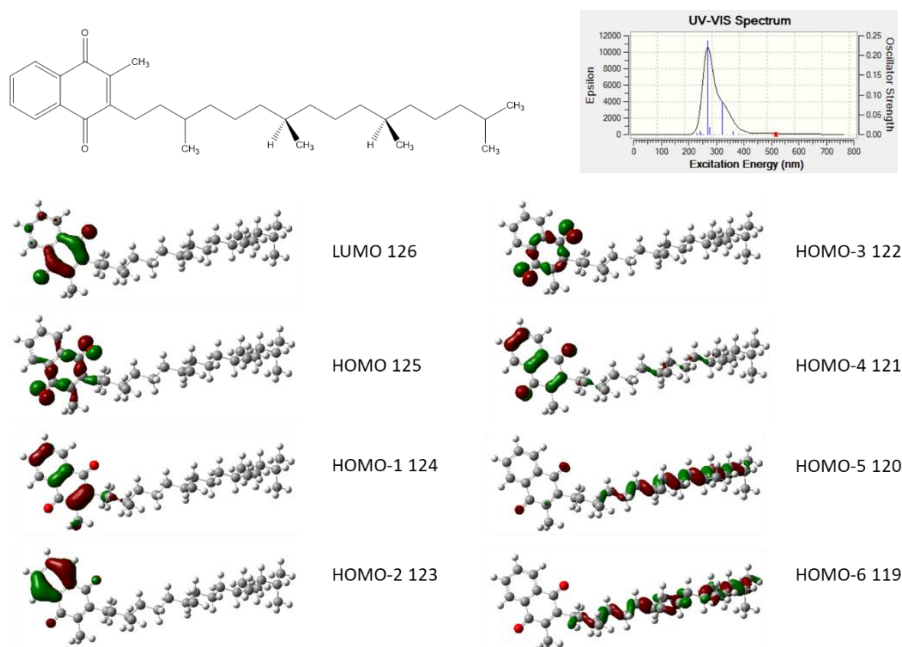 O
CH₃
O
CH₃
H
CH₃
H
CH₃
CH₃
CH₃
UV-VIS Spectrum
Epsilon
12000
10000
8000
6000
4000
2000
0
0.25
0.20
0.15
0.10
0.05
0.00
Oscillator Strength
0 100 200 300 400 500 600 700 800
Excitation Energy (nm)
LUMO 126
HOMO 125
HOMO-1 124
HOMO-2 123
HOMO-3 122
HOMO-4 121
HOMO-5 120
HOMO-6 119